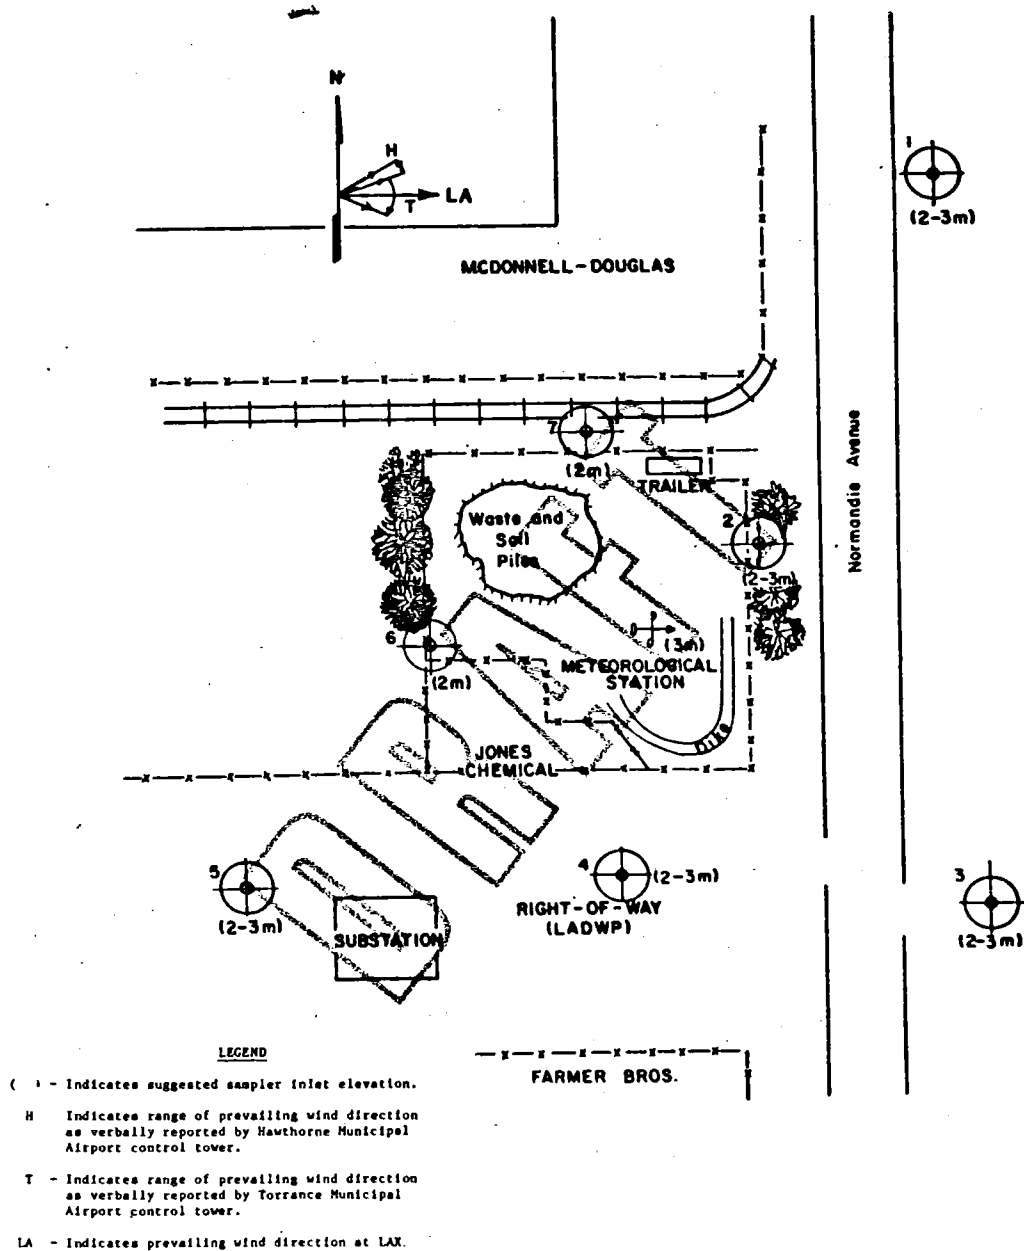 N
H
LA
T
1
(2-3m)
MCDONNELL-DOUGLAS
Normandie Avenue
7
(2m)
TRAILER
2
(2-3m)
Waste and
Soil
Piles
6
(2m)
(3m)
METEOROLOGICAL
STATION
Dike
JONES
CHEMICAL
5
(2-3m)
4
(2-3m)
3
(2-3m)
RIGHT-OF-WAY
(LADWP)
SUBSTATION
FARMER BROS.
LEGEND
( ) - Indicates suggested sampler inlet elevation.
H Indicates range of prevailing wind direction
as verbally reported by Hawthorne Municipal
Airport control tower.
T - Indicates range of prevailing wind direction
as verbally reported by Torrance Municipal
Airport control tower.
LA - Indicates prevailing wind direction at LAX.